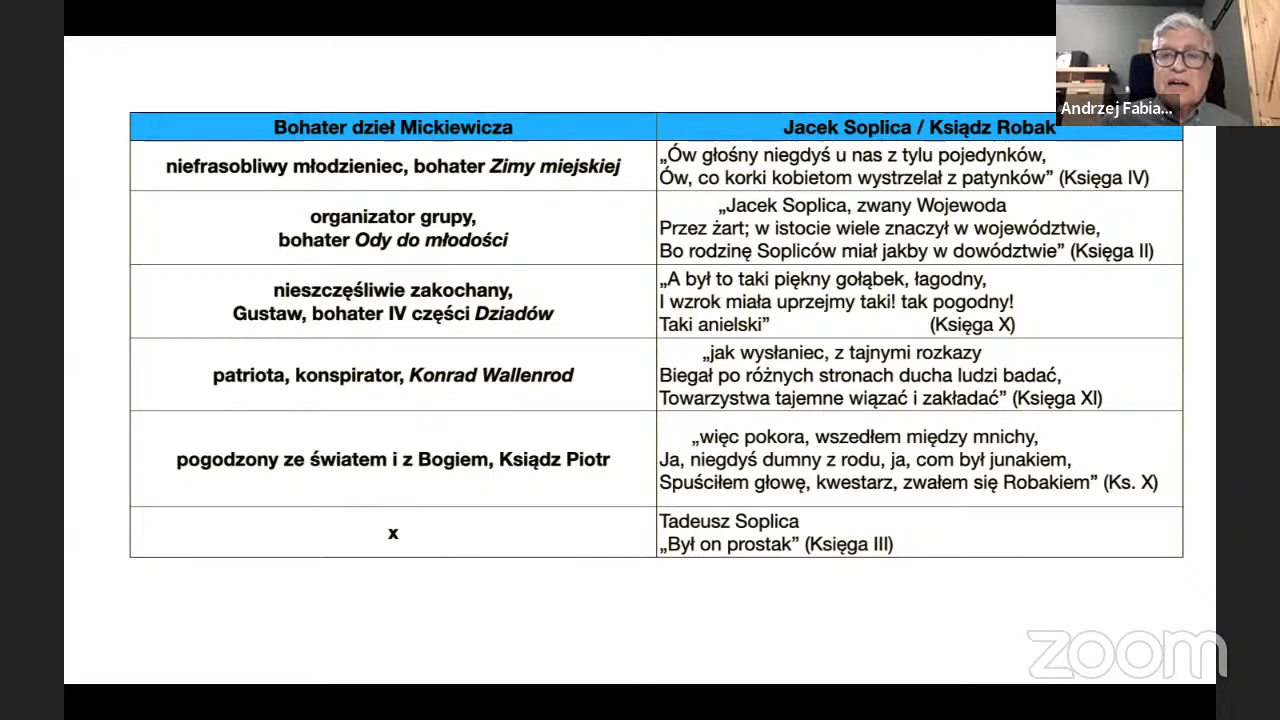 Andrzej Fabia...
Bohater dzieł Mickiewicza
Jacek Soplica / Ksiądz Robak
niefrasobliwy młodzieniec, bohater Zimy miejskiej
„Ów głośny niegdyś u nas z tylu pojedynków,
Ów, co korki kobietom wystrzelał z patynków” (Księga IV)
organizator grupy,
bohater Ody do młodości
„Jacek Soplica, zwany Wojewoda
Przez żart; w istocie wiele znaczył w województwie,
Bo rodzinę Sopliców miał jakby w dowództwie” (Księga II)
nieszczęśliwie zakochany,
Gustaw, bohater IV części Dziadów
„A był to taki piękny gołąbek, łagodny,
I wzrok miała uprzejmy taki! tak pogodny!
Taki anielski” (Księga X)
patriota, konspirator, Konrad Wallenrod
„jak wysłaniec, z tajnymi rozkazy
Biegał po różnych stronach ducha ludzi badać,
Towarzystwa tajemne wiązać i zakładać” (Księga XI)
pogodzony ze światem i z Bogiem, Ksiądz Piotr
„więc pokora, wszedłem między mnichy,
Ja, niegdyś dumny z rodu, ja, com był junakiem,
Spuściłem głowę, kwestarz, zwałem się Robakiem” (Ks. X)
x
Tadeusz Soplica
„Był on prostak” (Księga III)
zoom